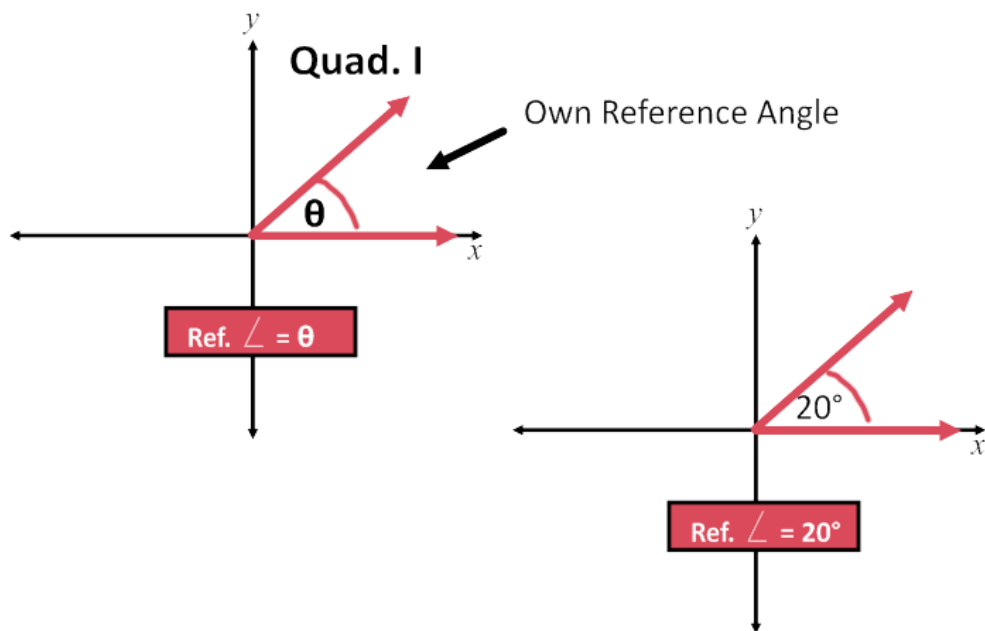 y
Quad. I
Own Reference Angle
θ
x
Ref. ∠ = θ
y
20°
x
Ref. ∠ = 20°